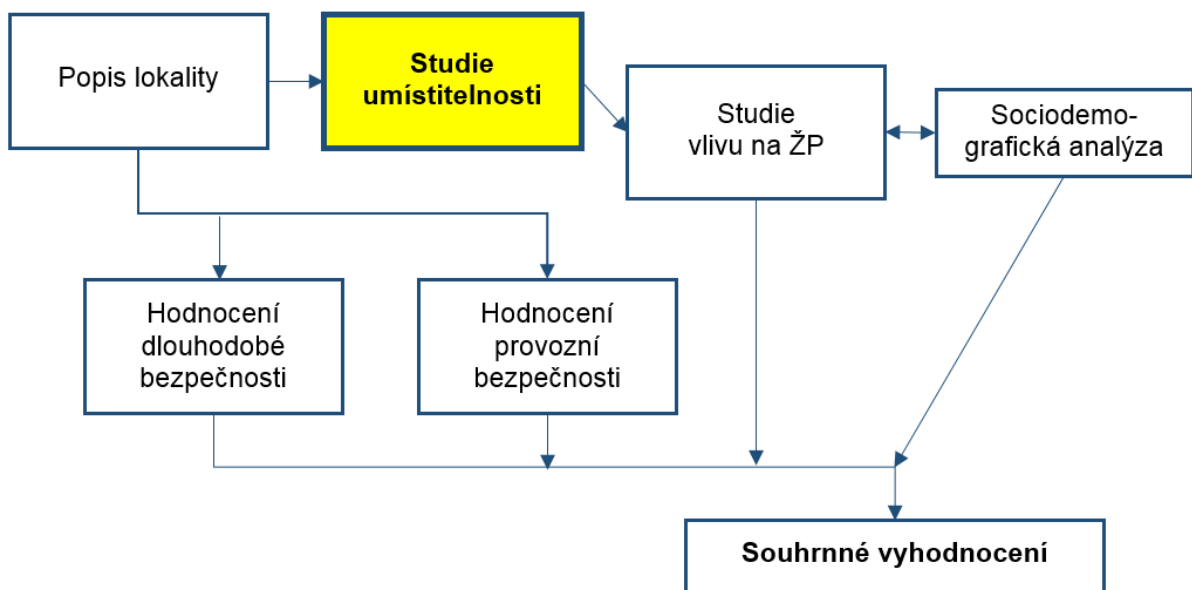 Popis lokality
Studie
umístitelnosti
Studie
vlivu na ŽP
Sociodemo-
grafická analýza
Hodnocení
dlouhodobé
bezpečnosti
Hodnocení
provozní
bezpečnosti
Souhrnné vyhodnocení